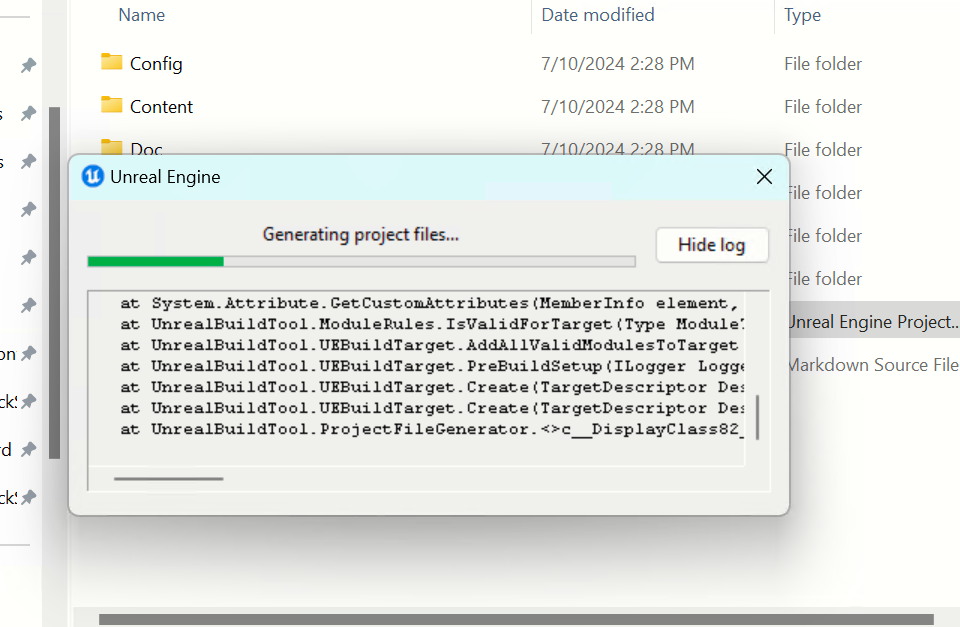 Name Date modified Type
Config 7/10/2024 2:28 PM File folder
Content 7/10/2024 2:28 PM File folder
Doc 7/10/2024 2:28 PM File folder
Unreal Engine
File folder
Generating project files...
Hide log
File folder
File folder
at System.Attribute.GetCustomAttributes(MemberInfo element,
at UnrealBuildTool.ModuleRules.IsValidForTarget(Type ModuleT
Unreal Engine Project...
at UnrealBuildTool.UEBuildTarget.AddAllValidModulesToTarget
at UnrealBuildTool.UEBuildTarget.PreBuildSetup(ILogger Logge
Markdown Source File
at UnrealBuildTool.UEBuildTarget.Create(TargetDescriptor Des
at UnrealBuildTool.UEBuildTarget.Create(TargetDescriptor Des
at UnrealBuildTool.ProjectFileGenerator.<>c__DisplayClass82_